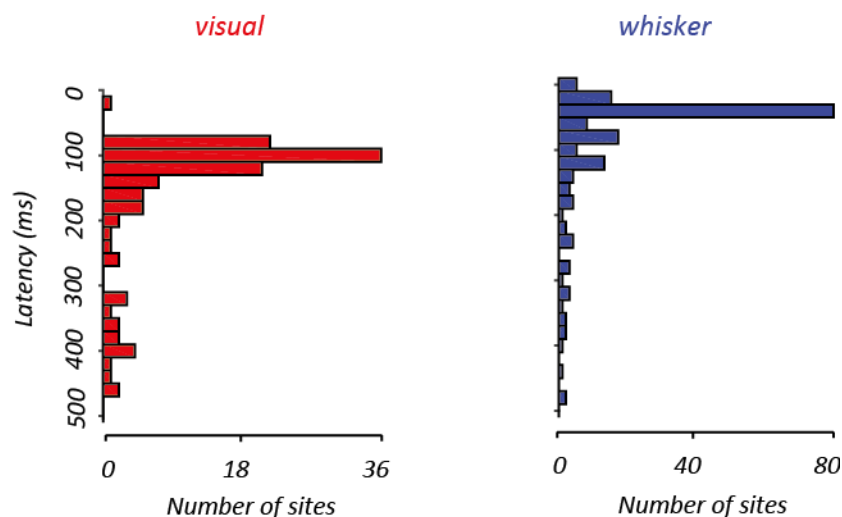 visual
whisker
Latency (ms)
0
100
200
300
400
500
0 18 36
0 40 80
Number of sites
Number of sites